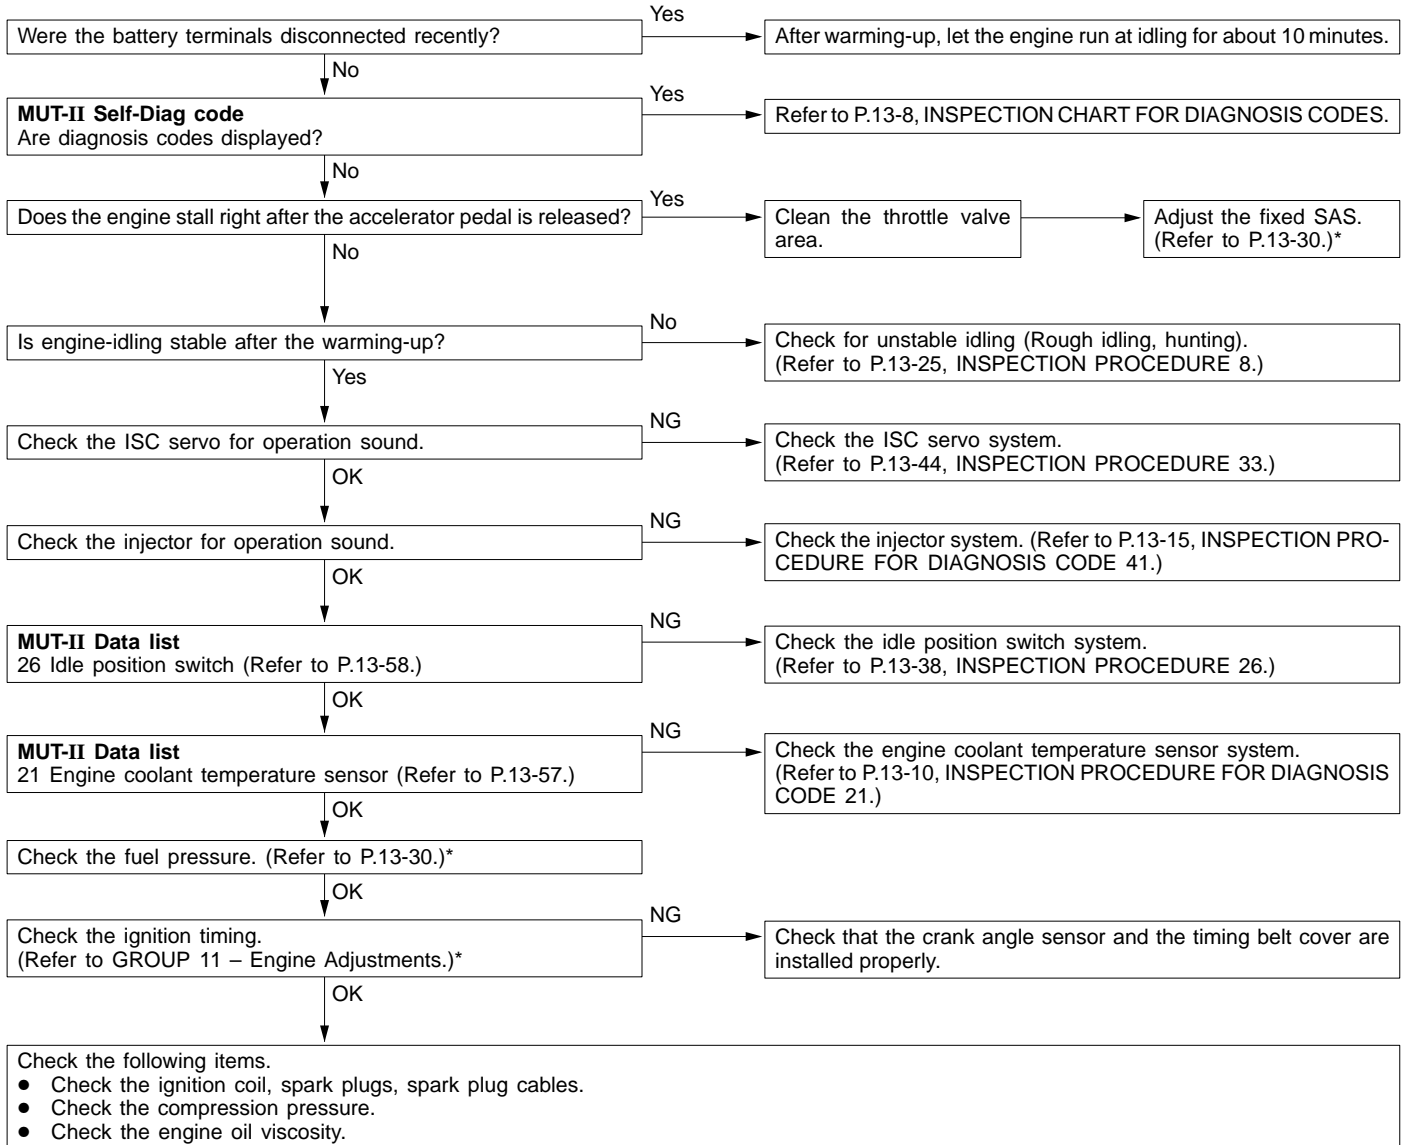 Yes
Were the battery terminals disconnected recently?
After warming-up, let the engine run at idling for about 10 minutes.
No
MUT-II Self-Diag code
Are diagnosis codes displayed?
Yes
Refer to P.13-8, INSPECTION CHART FOR DIAGNOSIS CODES.
No
Does the engine stall right after the accelerator pedal is released?
Yes
Clean the throttle valve
area.
Adjust the fixed SAS.
(Refer to P.13-30.)*
No
Is engine-idling stable after the warming-up?
No
Check for unstable idling (Rough idling, hunting).
(Refer to P.13-25, INSPECTION PROCEDURE 8.)
Yes
Check the ISC servo for operation sound.
NG
Check the ISC servo system.
(Refer to P.13-44, INSPECTION PROCEDURE 33.)
OK
Check the injector for operation sound.
NG
Check the injector system. (Refer to P.13-15, INSPECTION PRO-
CEDURE FOR DIAGNOSIS CODE 41.)
OK
MUT-II Data list
26 Idle position switch (Refer to P.13-58.)
NG
Check the idle position switch system.
(Refer to P.13-38, INSPECTION PROCEDURE 26.)
OK
MUT-II Data list
21 Engine coolant temperature sensor (Refer to P.13-57.)
NG
Check the engine coolant temperature sensor system.
(Refer to P.13-10, INSPECTION PROCEDURE FOR DIAGNOSIS
CODE 21.)
OK
Check the fuel pressure. (Refer to P.13-30.)*
OK
Check the ignition timing.
(Refer to GROUP 11 – Engine Adjustments.)*
NG
Check that the crank angle sensor and the timing belt cover are
installed properly.
OK
Check the following items.
● Check the ignition coil, spark plugs, spark plug cables.
● Check the compression pressure.
● Check the engine oil viscosity.